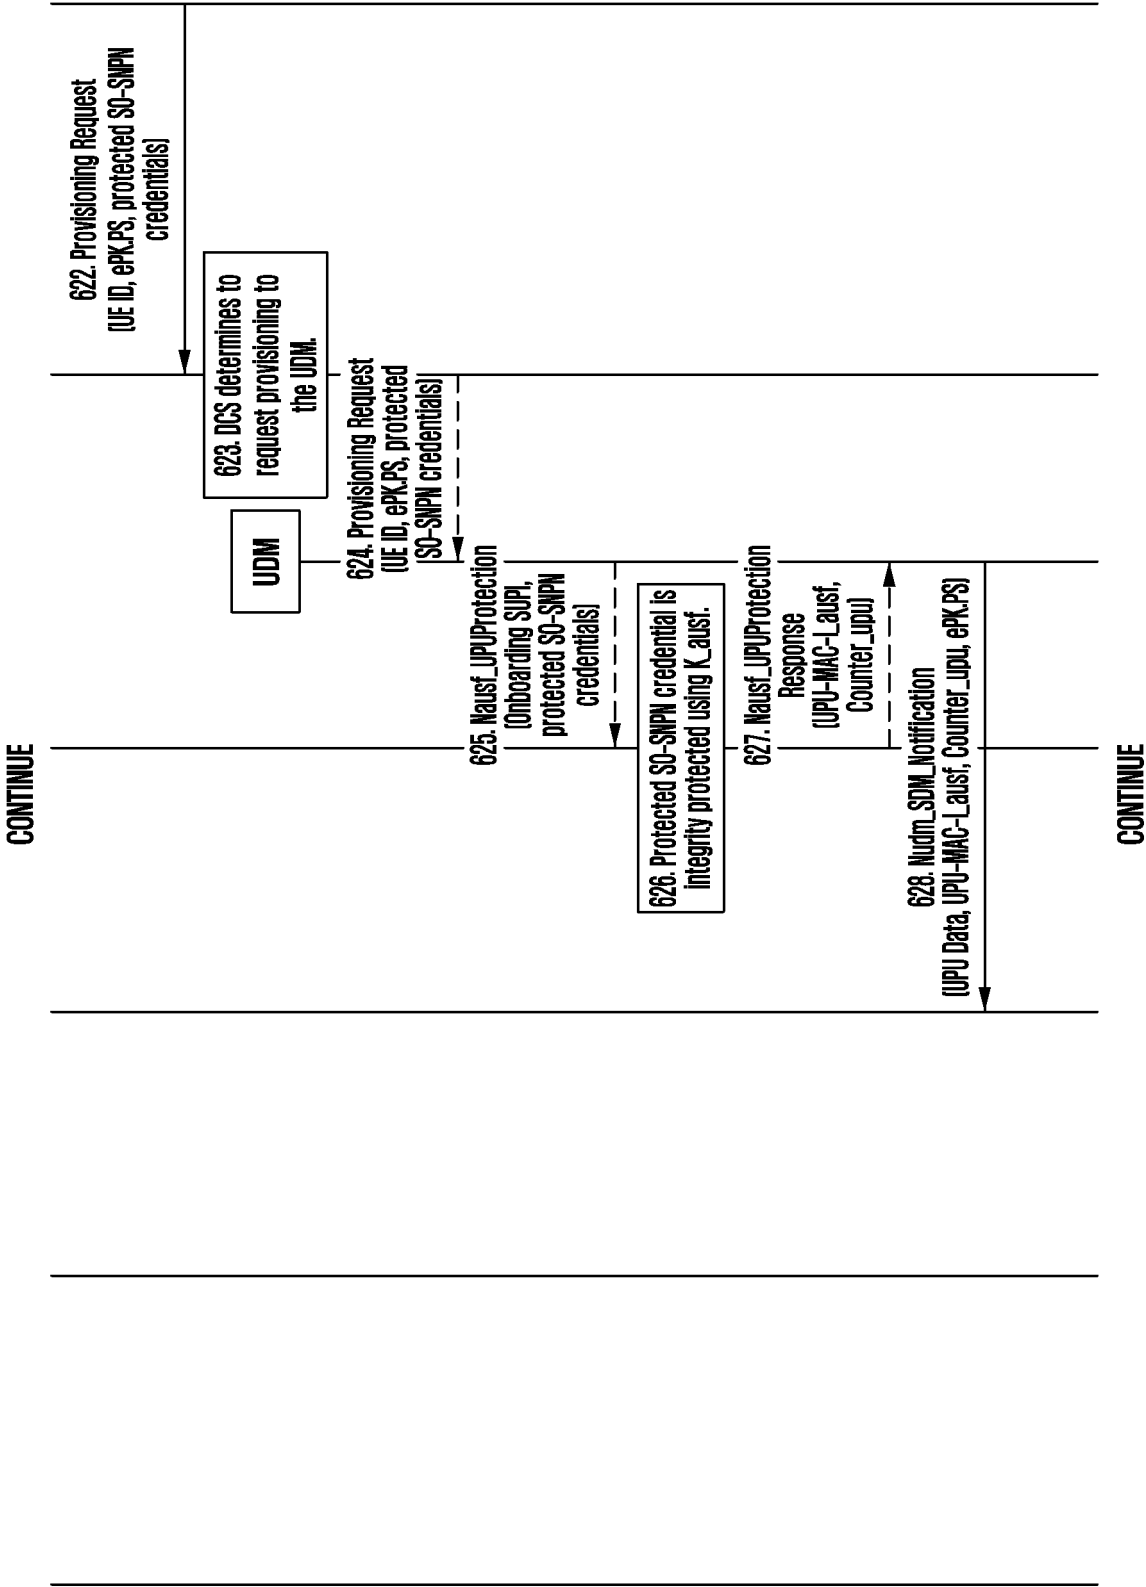 CONTINUE
622. Provisioning Request
(UE ID, ePK.PS, protected SO-SNPN
credentials)
623. DCS determines to
request provisioning to
the UDM.
UDM
624. Provisioning Request
(UE ID, ePK.PS, protected
SO-SNPN credentials)
625. Nausf_UPUProtection
(Onboarding SUPI,
protected SO-SNPN
credentials)
626. Protected SO-SNPN credential is
integrity protected using K_ausf.
627. Nausf_UPUProtection
Response
(UPU-MAC-I_ausf,
Counter_upu)
628. Nudm_SDM_Notification
(UPU Data, UPU-MAC-I_ausf, Counter_upu, ePK.PS)
CONTINUE